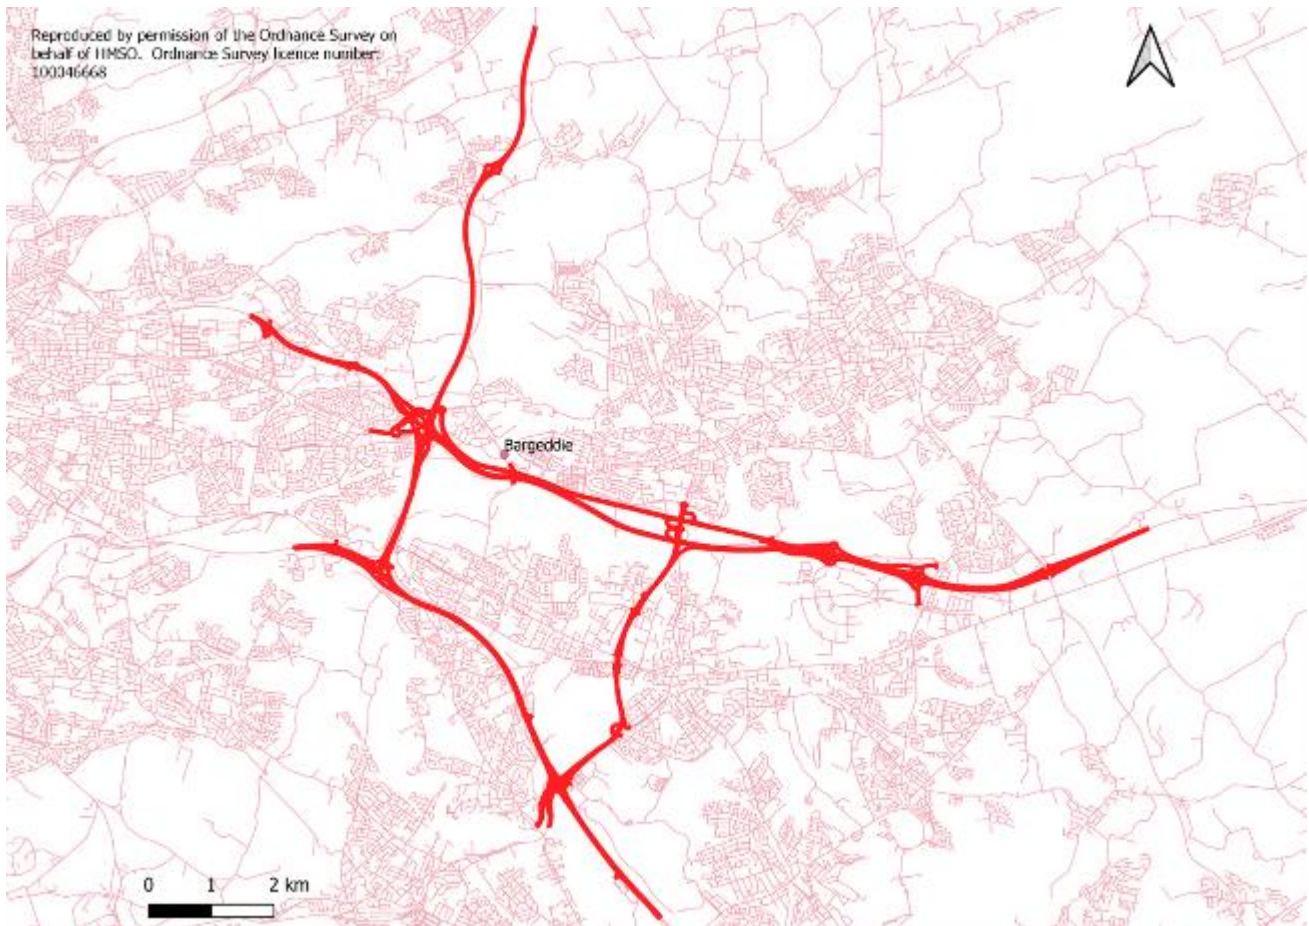 Reproduced by permission of the Ordnance Survey on
behalf of HMSO. Ordnance Survey licence number:
100046668
Bargeddie
0 1 2 km